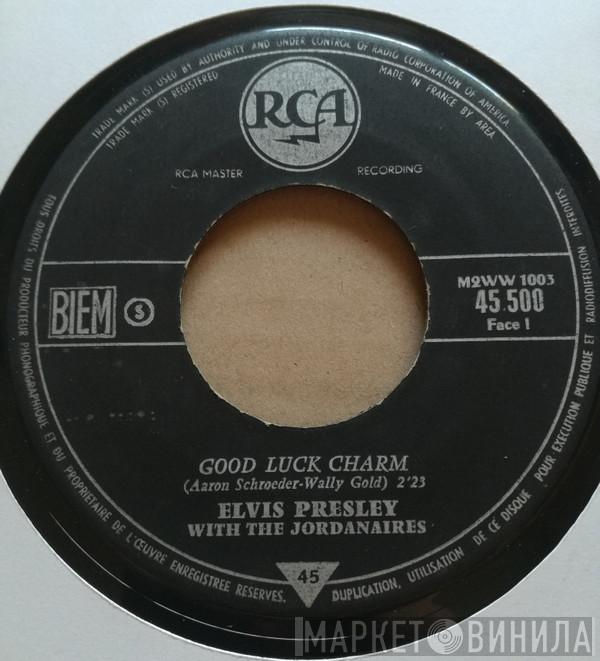 TRADE MARK (S) USED BY AUTHORITY AND UNDER CONTROL OF RADIO CORPORATION OF AMERICA
TRADE MARK (S) REGISTERED
MADE IN FRANCE BY AREA
RCA
RCA MASTER RECORDING
BIEM S
M2WW 1003
45.500
Face 1
GOOD LUCK CHARM
(Aaron Schroeder-Wally Gold) 2'23
ELVIS PRESLEY
WITH THE JORDANAIRES
45
TOUS DROITS DU PRODUCTEUR PHONOGRAPHIQUE ET DU PROPRIETAIRE DE L'ŒUVRE ENREGISTREE RESERVES. DUPLICATION, UTILISATION DE CE DISQUE POUR EXECUTION PUBLIQUE ET RADIODIFFUSION INTERDITES
МАРКЕТ ВИНИЛА